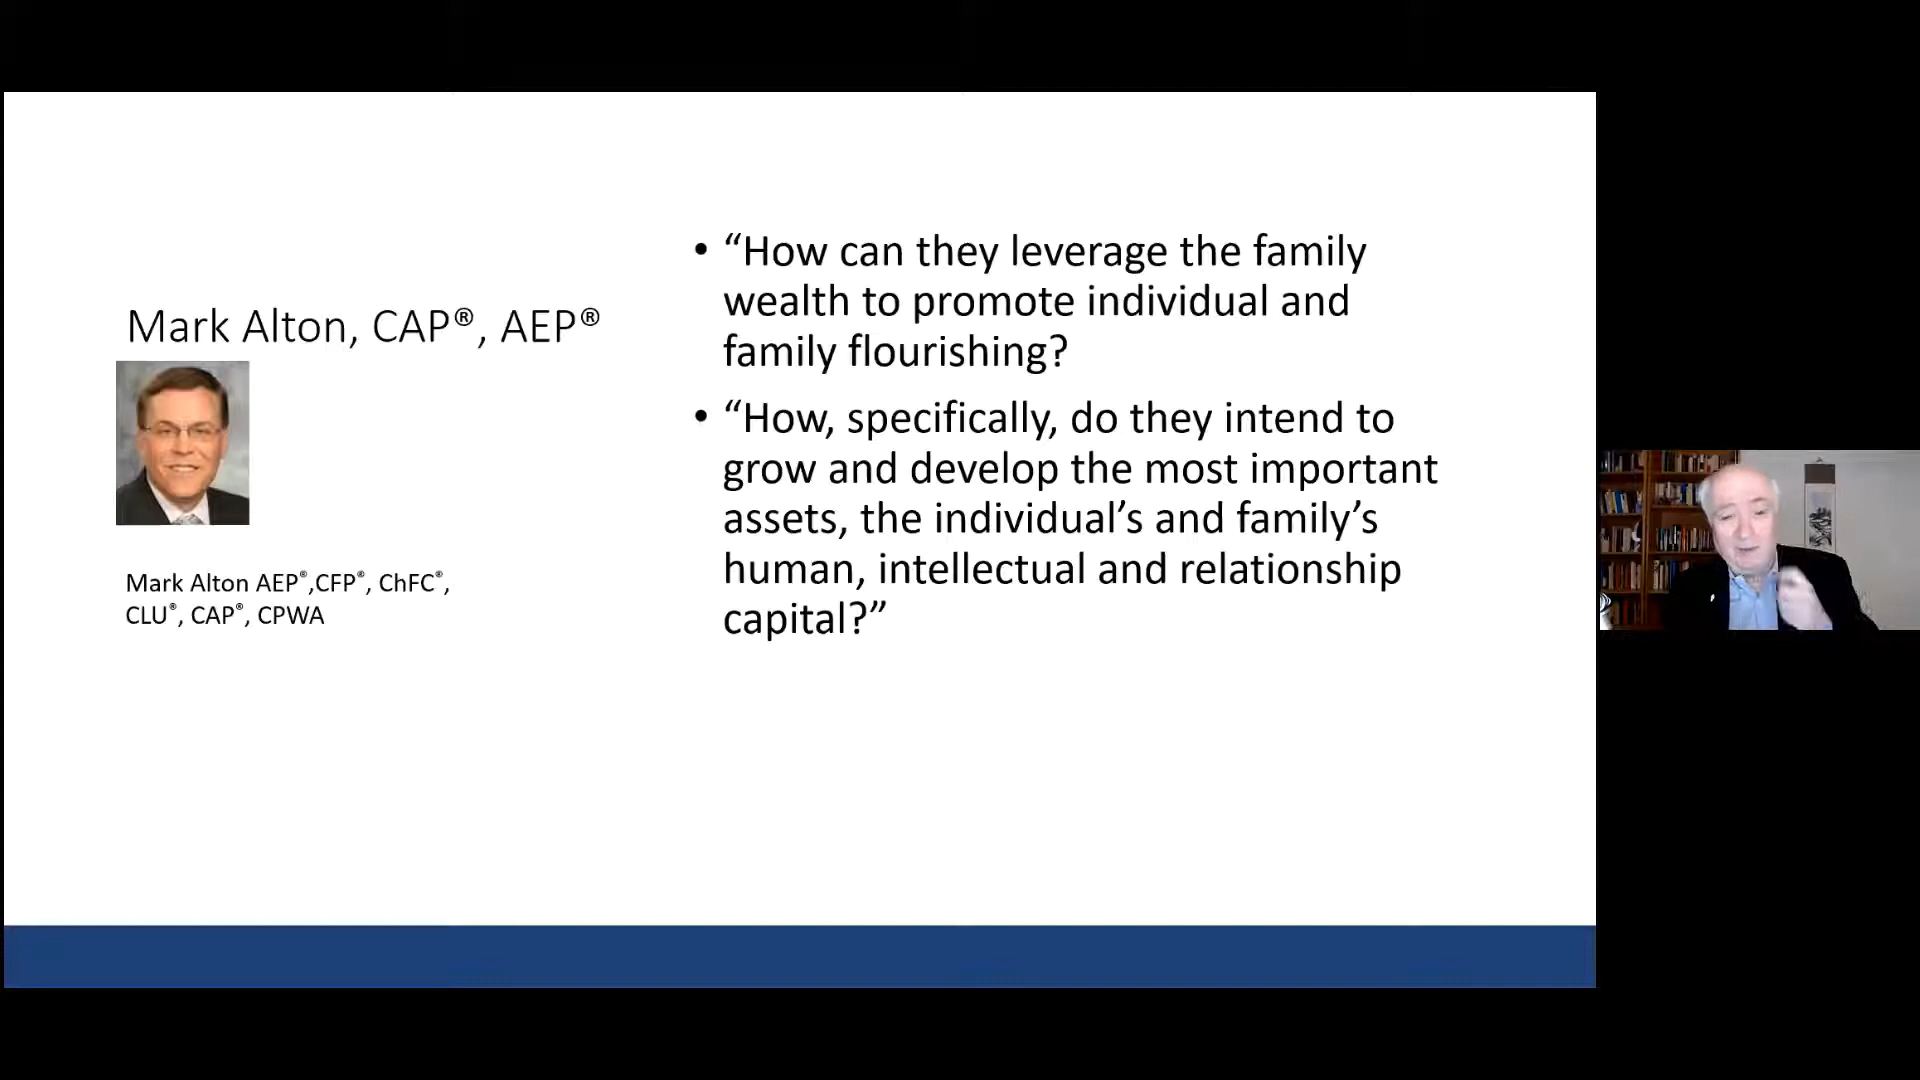 Mark Alton, CAP®, AEP®
Mark Alton AEP®,CFP®, ChFC®,
CLU®, CAP®, CPWA
• “How can they leverage the family
wealth to promote individual and
family flourishing?
• “How, specifically, do they intend to
grow and develop the most important
assets, the individual’s and family’s
human, intellectual and relationship
capital?”